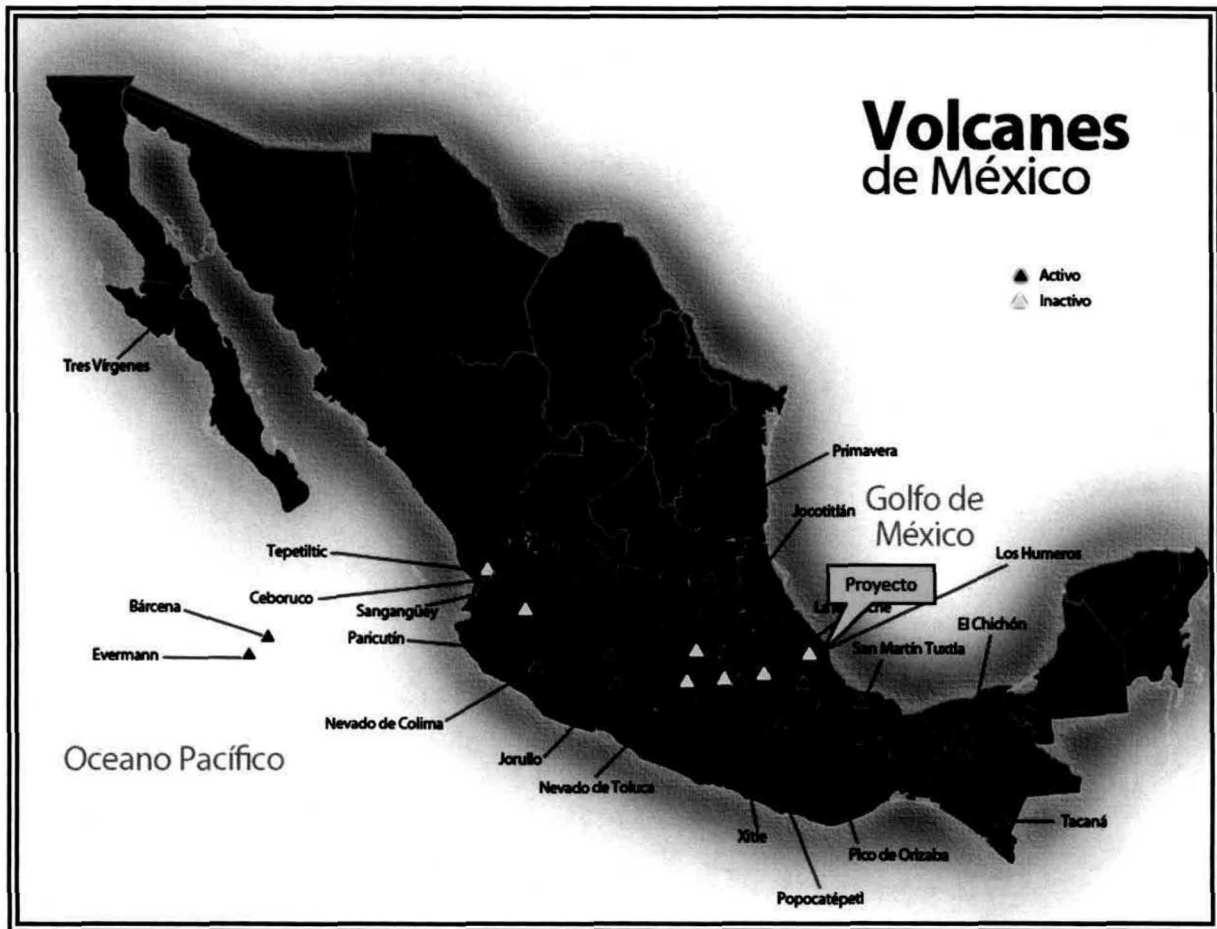 Volcanes
de México
Activo
Inactivo
Tres Vírgenes
Primavera
Golfo de
México
Jocotitlán
Los Humeros
Tepetiltic
Proyecto
Ceboruco
Bárcena
Sangangüey
El Chichón
Paricutín
San Martín Tuxtla
Evermann
Nevado de Colima
Oceano Pacífico
Jorullo
Nevado de Toluca
Xitle
Tacaná
Pico de Orizaba
Popocatépetl